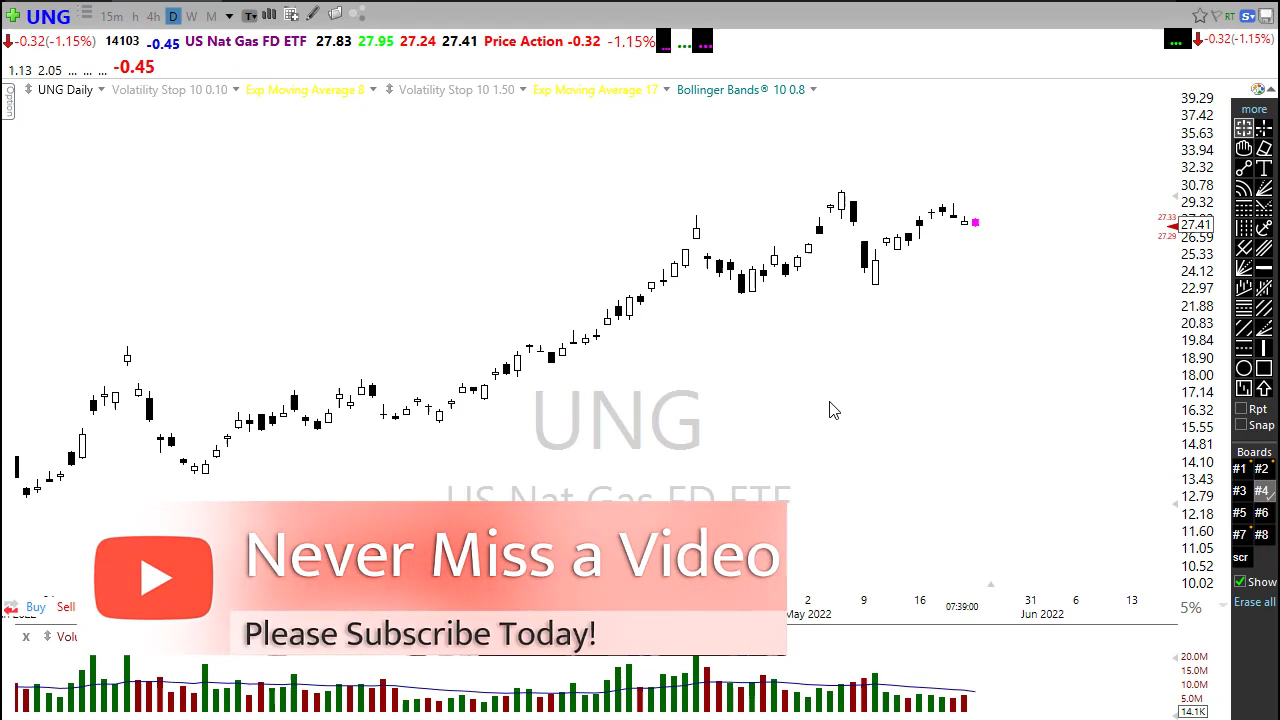 UNG 15m h 4h D W M T RT S
-0.32(-1.15%) 14103 -0.45 US Nat Gas FD ETF 27.83 27.95 27.24 27.41 Price Action -0.32 -1.15% ... ... ... ... -0.32(-1.15%)
1.13 2.05 ... ... ... -0.45
Option
UNG Daily Volatility Stop 10 0.10 Exp Moving Average 8 Volatility Stop 10 1.50 Exp Moving Average 17 Bollinger Bands® 10 0.8
39.29
37.42
35.63
33.94
32.32
30.78
29.32
27.33
27.41
27.29
26.59
25.33
24.12
22.97
21.88
20.83
19.84
18.90
18.00
17.14
16.32
15.55
14.81
14.10
13.43
12.79
12.18
11.60
11.05
10.52
10.02
more
T
Rpt
Snap
Boards
#1 #2
#3 #4
#5 #6
#7 #8
scr
Show
Erase all
UNG
US Nat Gas FD ETF
Never Miss a Video
Please Subscribe Today!
Buy Sell
2 9 16 07:39:00 31 6 13
May 2022 Jun 2022
5%
x Volu
20.0M
15.0M
10.0M
5.0M
14.1K